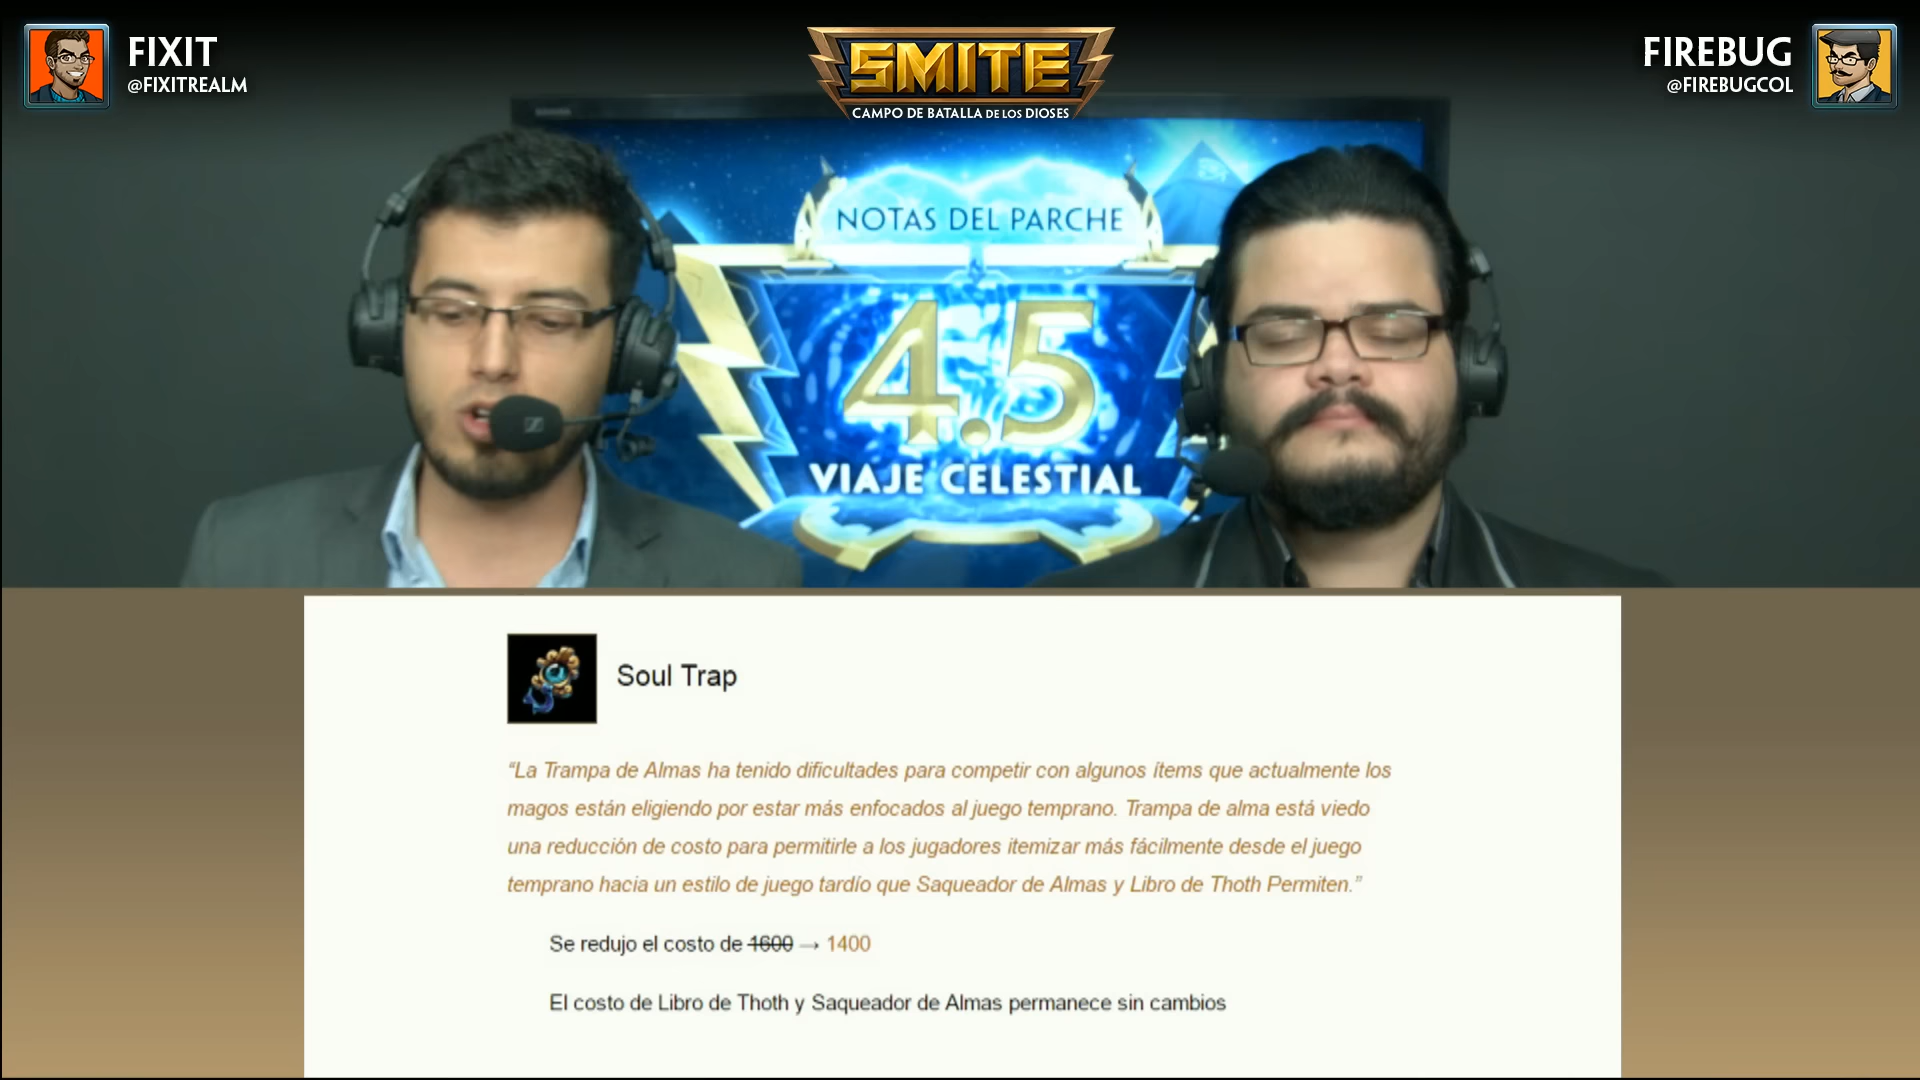 FIXIT
@FIXITREALM
SMITE
CAMPO DE BATALLA DE LOS DIOSES
FIREBUG
@FIREBUGCOL
NOTAS DEL PARCHE
4.5
VIAJE CELESTIAL
Soul Trap
“La Trampa de Almas ha tenido dificultades para competir con algunos ítems que actualmente los
magos están eligiendo por estar más enfocados al juego temprano. Trampa de alma está viedo
una reducción de costo para permitirle a los jugadores itemizar más fácilmente desde el juego
temprano hacia un estilo de juego tardío que Saqueador de Almas y Libro de Thoth Permiten.”
Se redujo el costo de 1600 → 1400
El costo de Libro de Thoth y Saqueador de Almas permanece sin cambios